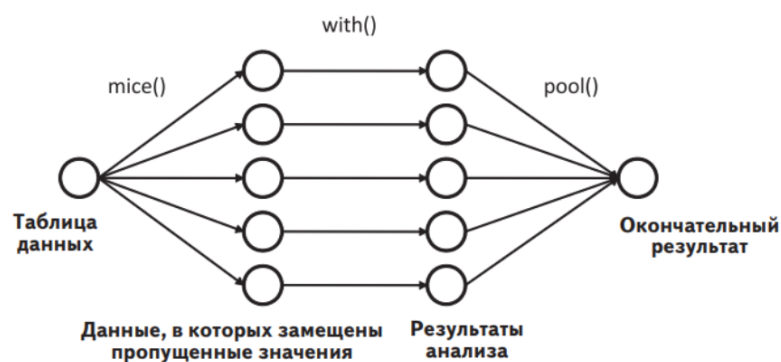 with()
mice()
pool()
Таблица
данных
Окончательный
результат
Данные, в которых замещены
пропущенные значения
Результаты
анализа